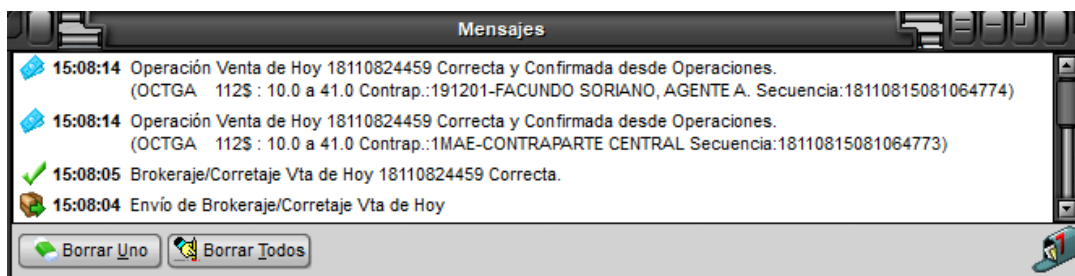 Mensajes
15:08:14 Operación Venta de Hoy 18110824459 Correcta y Confirmada desde Operaciones.
(OCTGA 112$ : 10.0 a 41.0 Contrap.:191201-FACUNDO SORIANO, AGENTE A. Secuencia:18110815081064774)
15:08:14 Operación Venta de Hoy 18110824459 Correcta y Confirmada desde Operaciones.
(OCTGA 112$ : 10.0 a 41.0 Contrap.:1MAE-CONTRAPARTE CENTRAL Secuencia:18110815081064773)
15:08:05 Brokeraje/Corretaje Vta de Hoy 18110824459 Correcta.
15:08:04 Envío de Brokeraje/Corretaje Vta de Hoy
Borrar Uno Borrar Todos